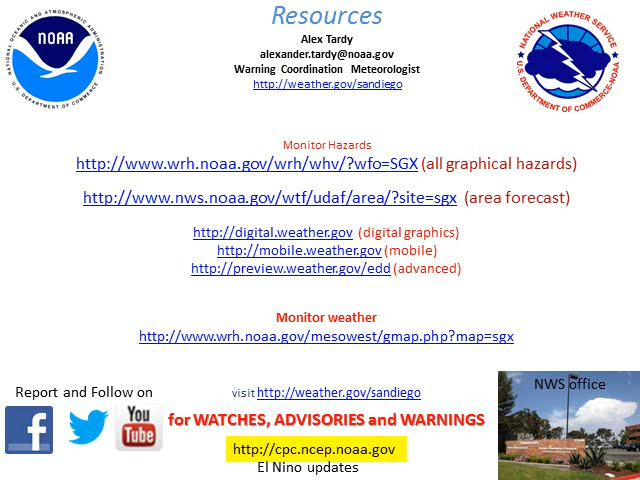 Resources
NOAA
NATIONAL OCEANIC AND ATMOSPHERIC ADMINISTRATION
U.S. DEPARTMENT OF COMMERCE
NATIONAL WEATHER SERVICE
U.S. DEPARTMENT OF COMMERCE-NOAA
Alex Tardy
alexander.tardy@noaa.gov
Warning Coordination Meteorologist
http://weather.gov/sandiego
Monitor Hazards
http://www.wrh.noaa.gov/wrh/whv/?wfo=SGX (all graphical hazards)
http://www.nws.noaa.gov/wtf/udaf/area/?site=sgx (area forecast)
http://digital.weather.gov (digital graphics)
http://mobile.weather.gov (mobile)
http://preview.weather.gov/edd (advanced)
Monitor weather
http://www.wrh.noaa.gov/mesowest/gmap.php?map=sgx
Report and Follow on
f
You Tube
visit http://weather.gov/sandiego
for WATCHES, ADVISORIES and WARNINGS
http://cpc.ncep.noaa.gov
El Nino updates
NWS office